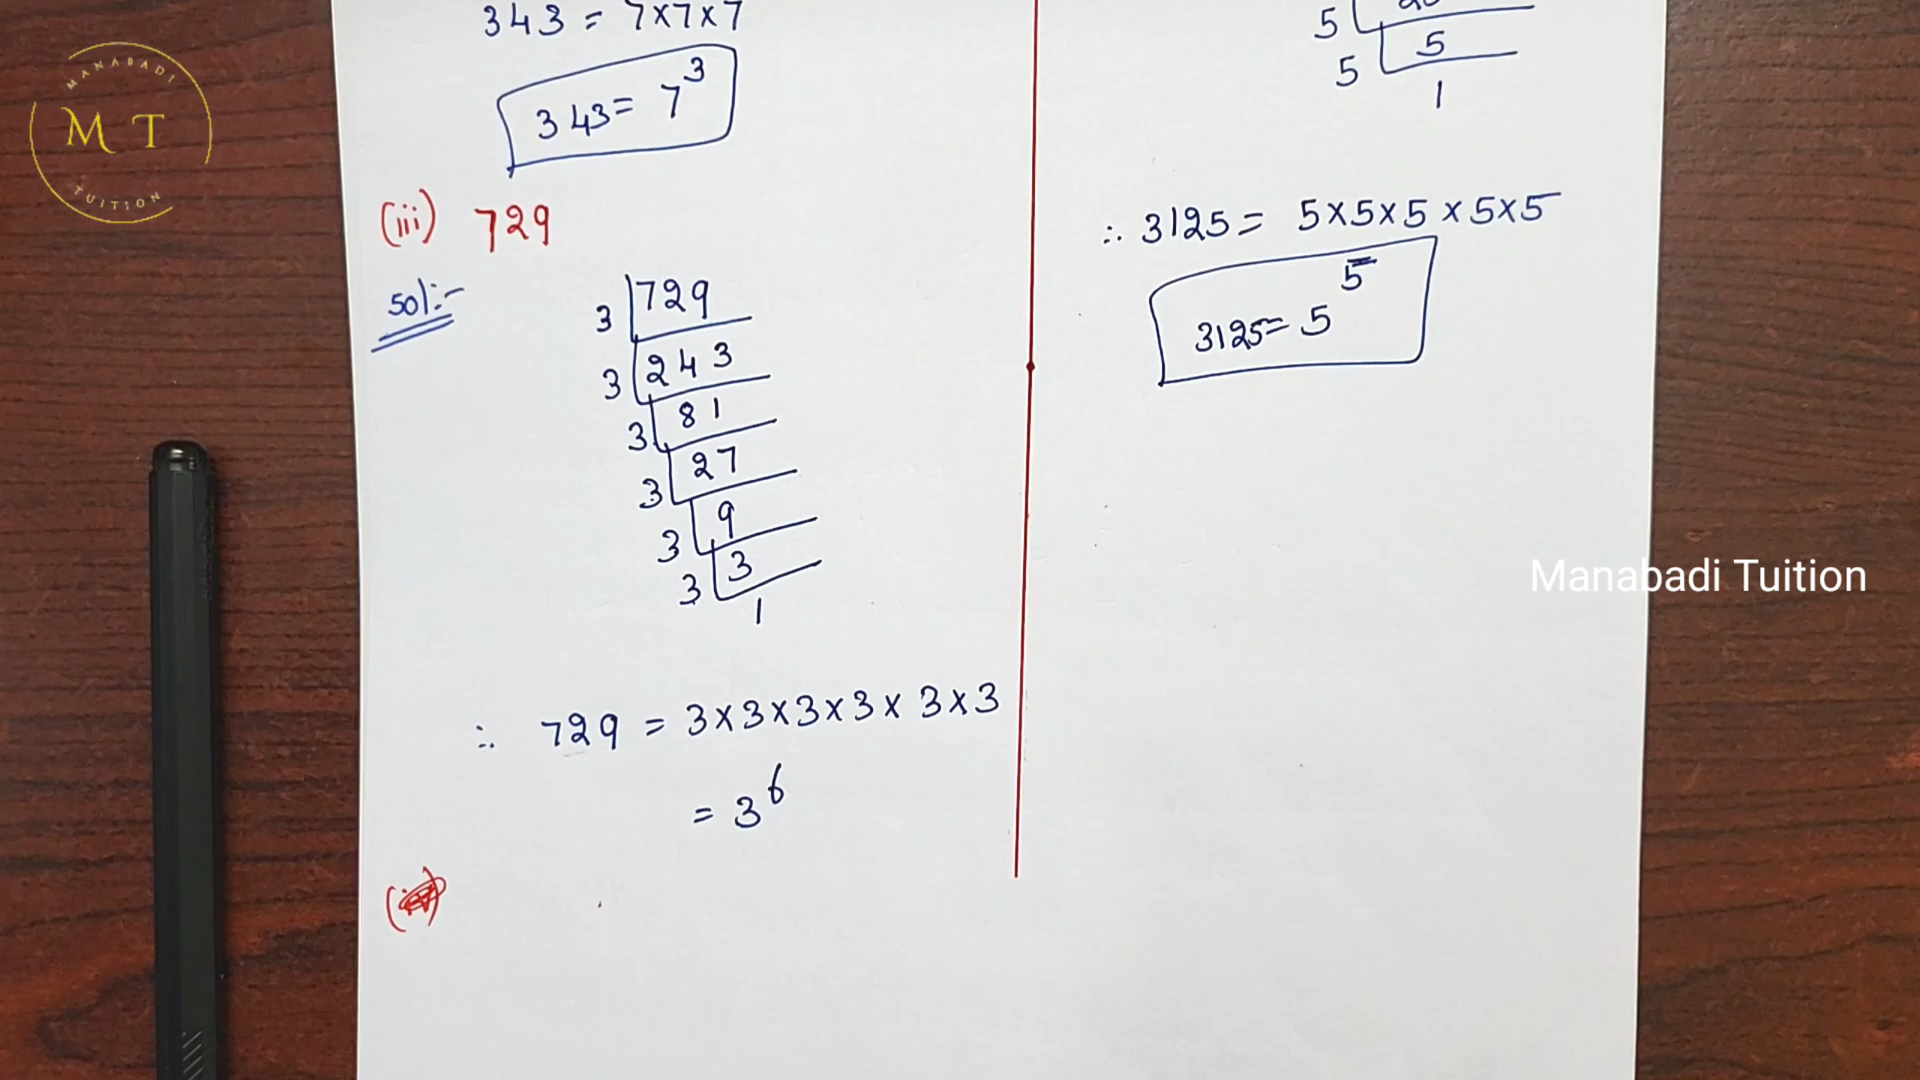 MANABADI
M T
TUITION
343 = 7×7×7
343 = 7³
(iii) 729
Sol:-
3 | 729
3 | 243
3 | 81
3 | 27
3 | 9
3 | 3
1
∴ 729 = 3×3×3×3×3×3
= 3⁶
5
5 | 5
1
∴ 3125 = 5×5×5×5×5
3125 = 5⁵
Manabadi Tuition